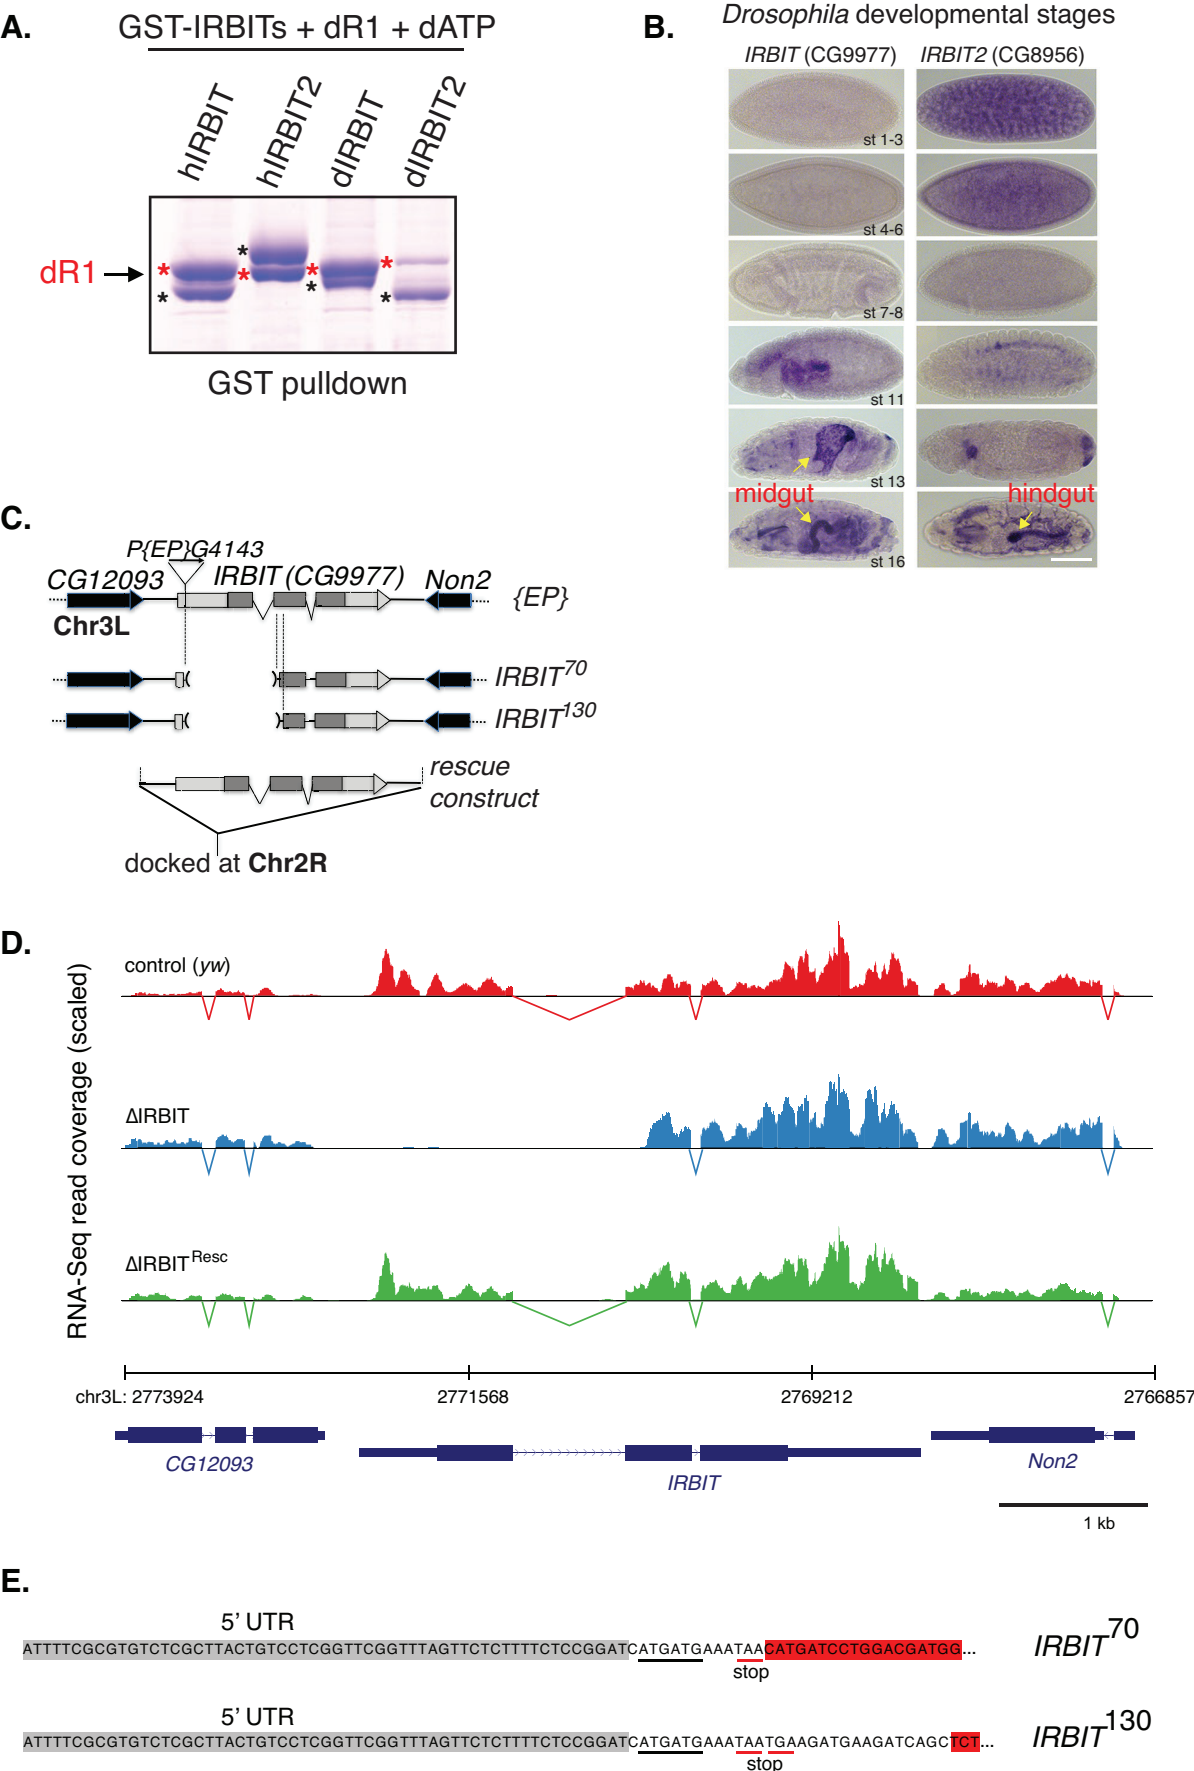 A.
GST-IRBITs + dR1 + dATP
hIRBIT
hIRBIT2
dIRBIT
dIRBIT2
dR1
* * * * * * * *
GST pulldown
B.
Drosophila developmental stages
IRBIT (CG9977)
IRBIT2 (CG8956)
st 1-3
st 4-6
st 7-8
st 11
st 13
midgut
hindgut
st 16
C.
P{EP}G4143
CG12093
IRBIT (CG9977)
Non2
{EP}
Chr3L
IRBIT70
IRBIT130
rescue
construct
docked at Chr2R
D.
RNA-Seq read coverage (scaled)
control (yw)
ΔIRBIT
ΔIRBITResc
chr3L: 2773924
2771568
2769212
2766857
CG12093
IRBIT
Non2
1 kb
E.
5' UTR
ATTTTCGCGTGTCTCGCTTACTGTCCTCGGTTCGGTTTAGTTCTCTTTTCTCCGGATCATGATGAAATAACATGATCCTGGACGATGG...
IRBIT70
stop
5' UTR
ATTTTCGCGTGTCTCGCTTACTGTCCTCGGTTCGGTTTAGTTCTCTTTTCTCCGGATCATGATGAAATAATGAAGATGAAGATCAGCTCT...
IRBIT130
stop